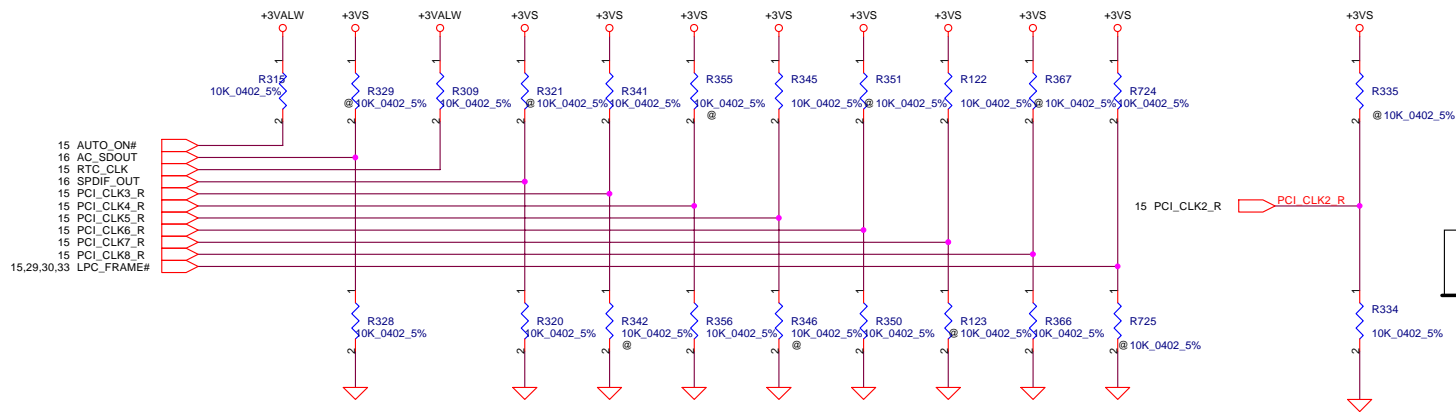 +3VALW +3VS +3VALW +3VS +3VS +3VS +3VS +3VS +3VS +3VS +3VS +3VS
1 1 1 1 1 1 1 1 1 1 1 1
R315 R329 R309 R321 R341 R355 R345 R351 R122 R367 R724 R335
10K_0402_5% @ 10K_0402_5% 10K_0402_5% @ 10K_0402_5% 10K_0402_5% 10K_0402_5% 10K_0402_5% @ 10K_0402_5% 10K_0402_5% @ 10K_0402_5% 10K_0402_5% @ 10K_0402_5%
@
2 2 2 2 2 2 2 2 2 2 2 2
15 AUTO_ON#
16 AC_SDOUT
15 RTC_CLK
16 SPDIF_OUT
15 PCI_CLK3_R
15 PCI_CLK4_R
15 PCI_CLK5_R
15 PCI_CLK6_R
15 PCI_CLK7_R
15 PCI_CLK8_R
15,29,30,33 LPC_FRAME#
15 PCI_CLK2_R PCI_CLK2_R
1 1 1 1 1 1 1 1 1 1
R328 R320 R342 R356 R346 R350 R123 R366 R725 R334
10K_0402_5% 10K_0402_5% 10K_0402_5% 10K_0402_5% 10K_0402_5% 10K_0402_5% @ 10K_0402_5% 10K_0402_5% @ 10K_0402_5% 10K_0402_5%
@ @
2 2 2 2 2 2 2 2 2 2